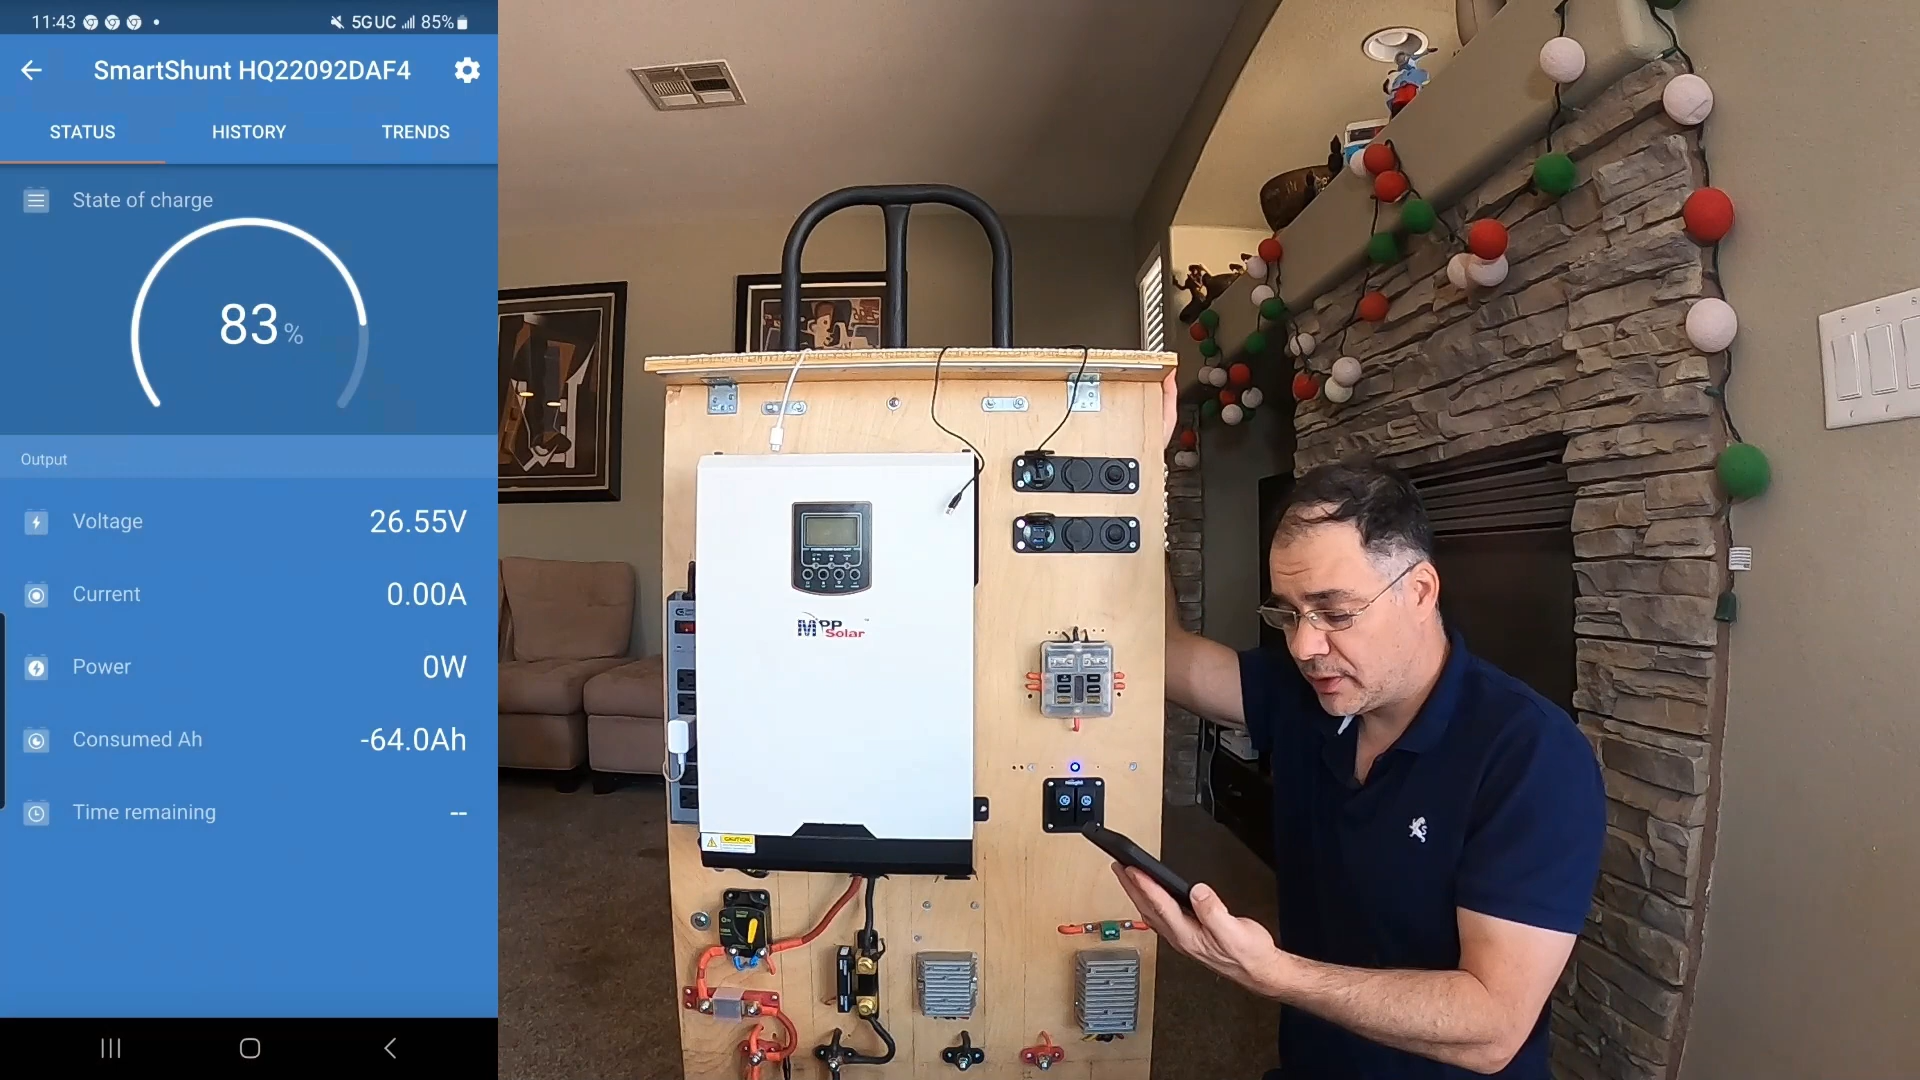 11:43
5G UC 85%
SmartShunt HQ22092DAF4
STATUS HISTORY TRENDS
State of charge
83%
Output
Voltage 26.55V
Current 0.00A
Power 0W
Consumed Ah -64.0Ah
Time remaining --
MPP
Solar
CAUTION